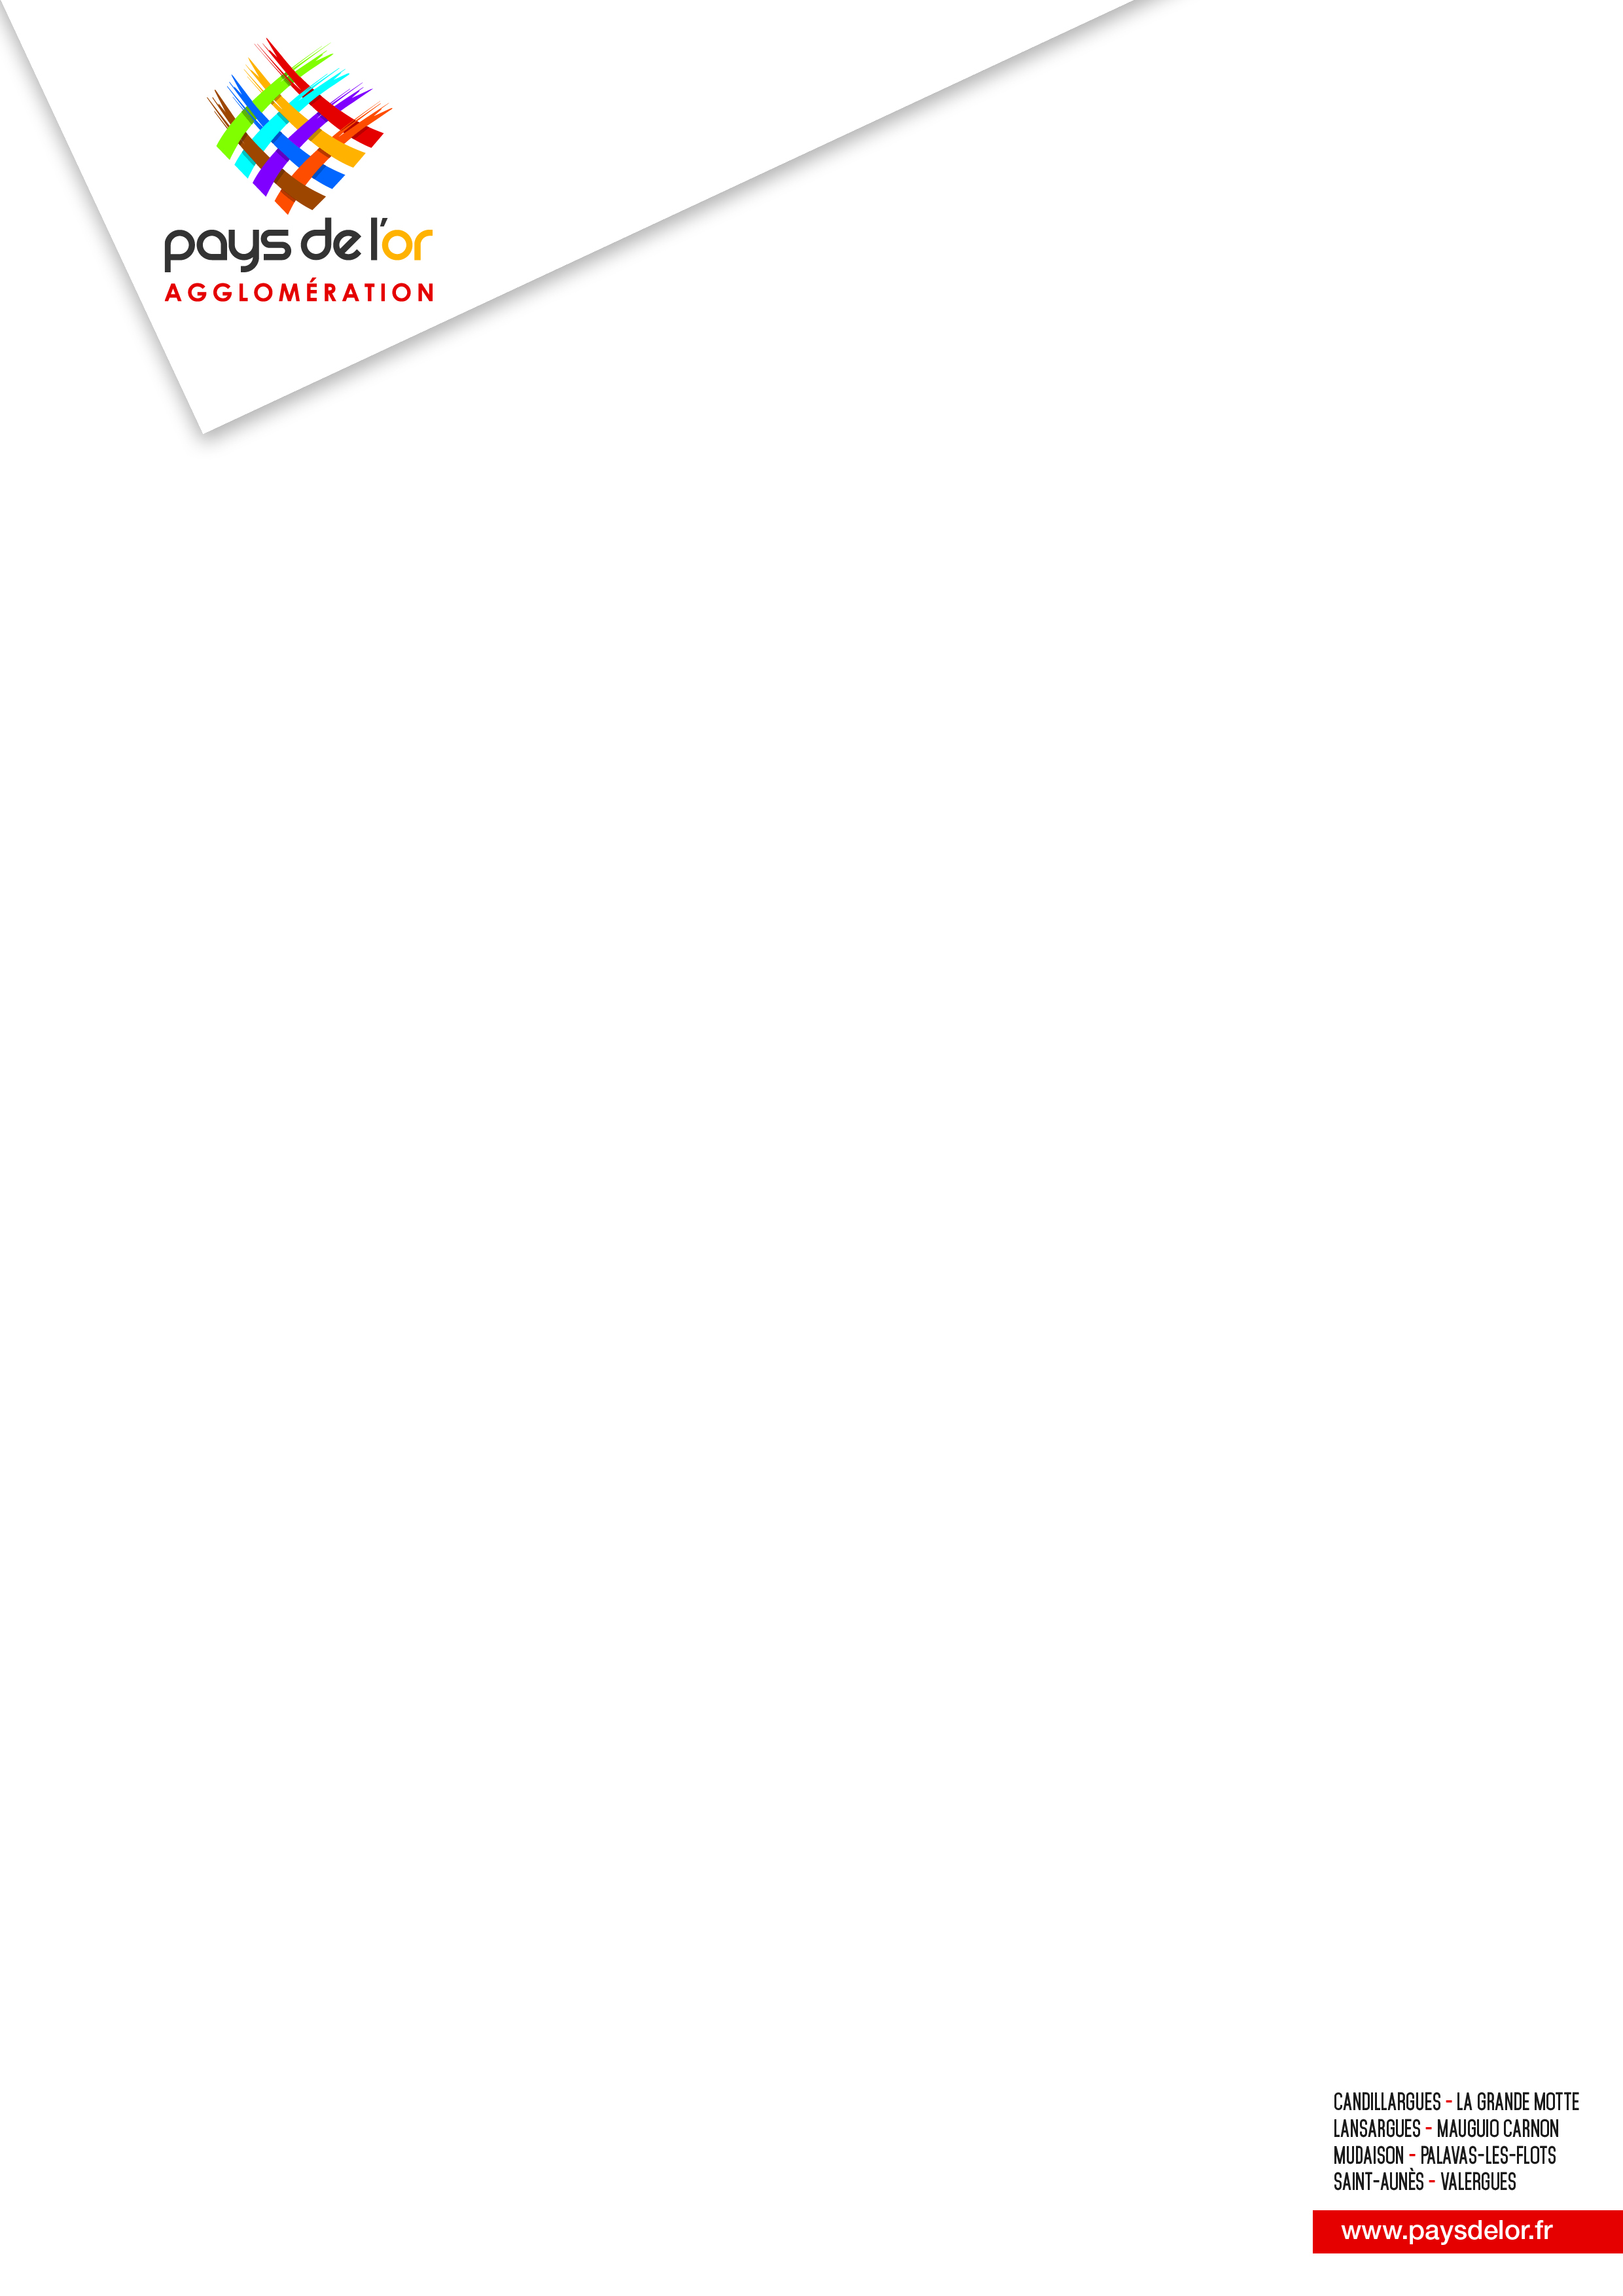 pays de l'or
AGGLOMÉRATION
CANDILLARGUES - LA GRANDE MOTTE
LANSARGUES - MAUGUIO CARNON
MUDAISON - PALAVAS-LES-FLOTS
SAINT-AUNÈS - VALERGUES
www.paysdelor.fr